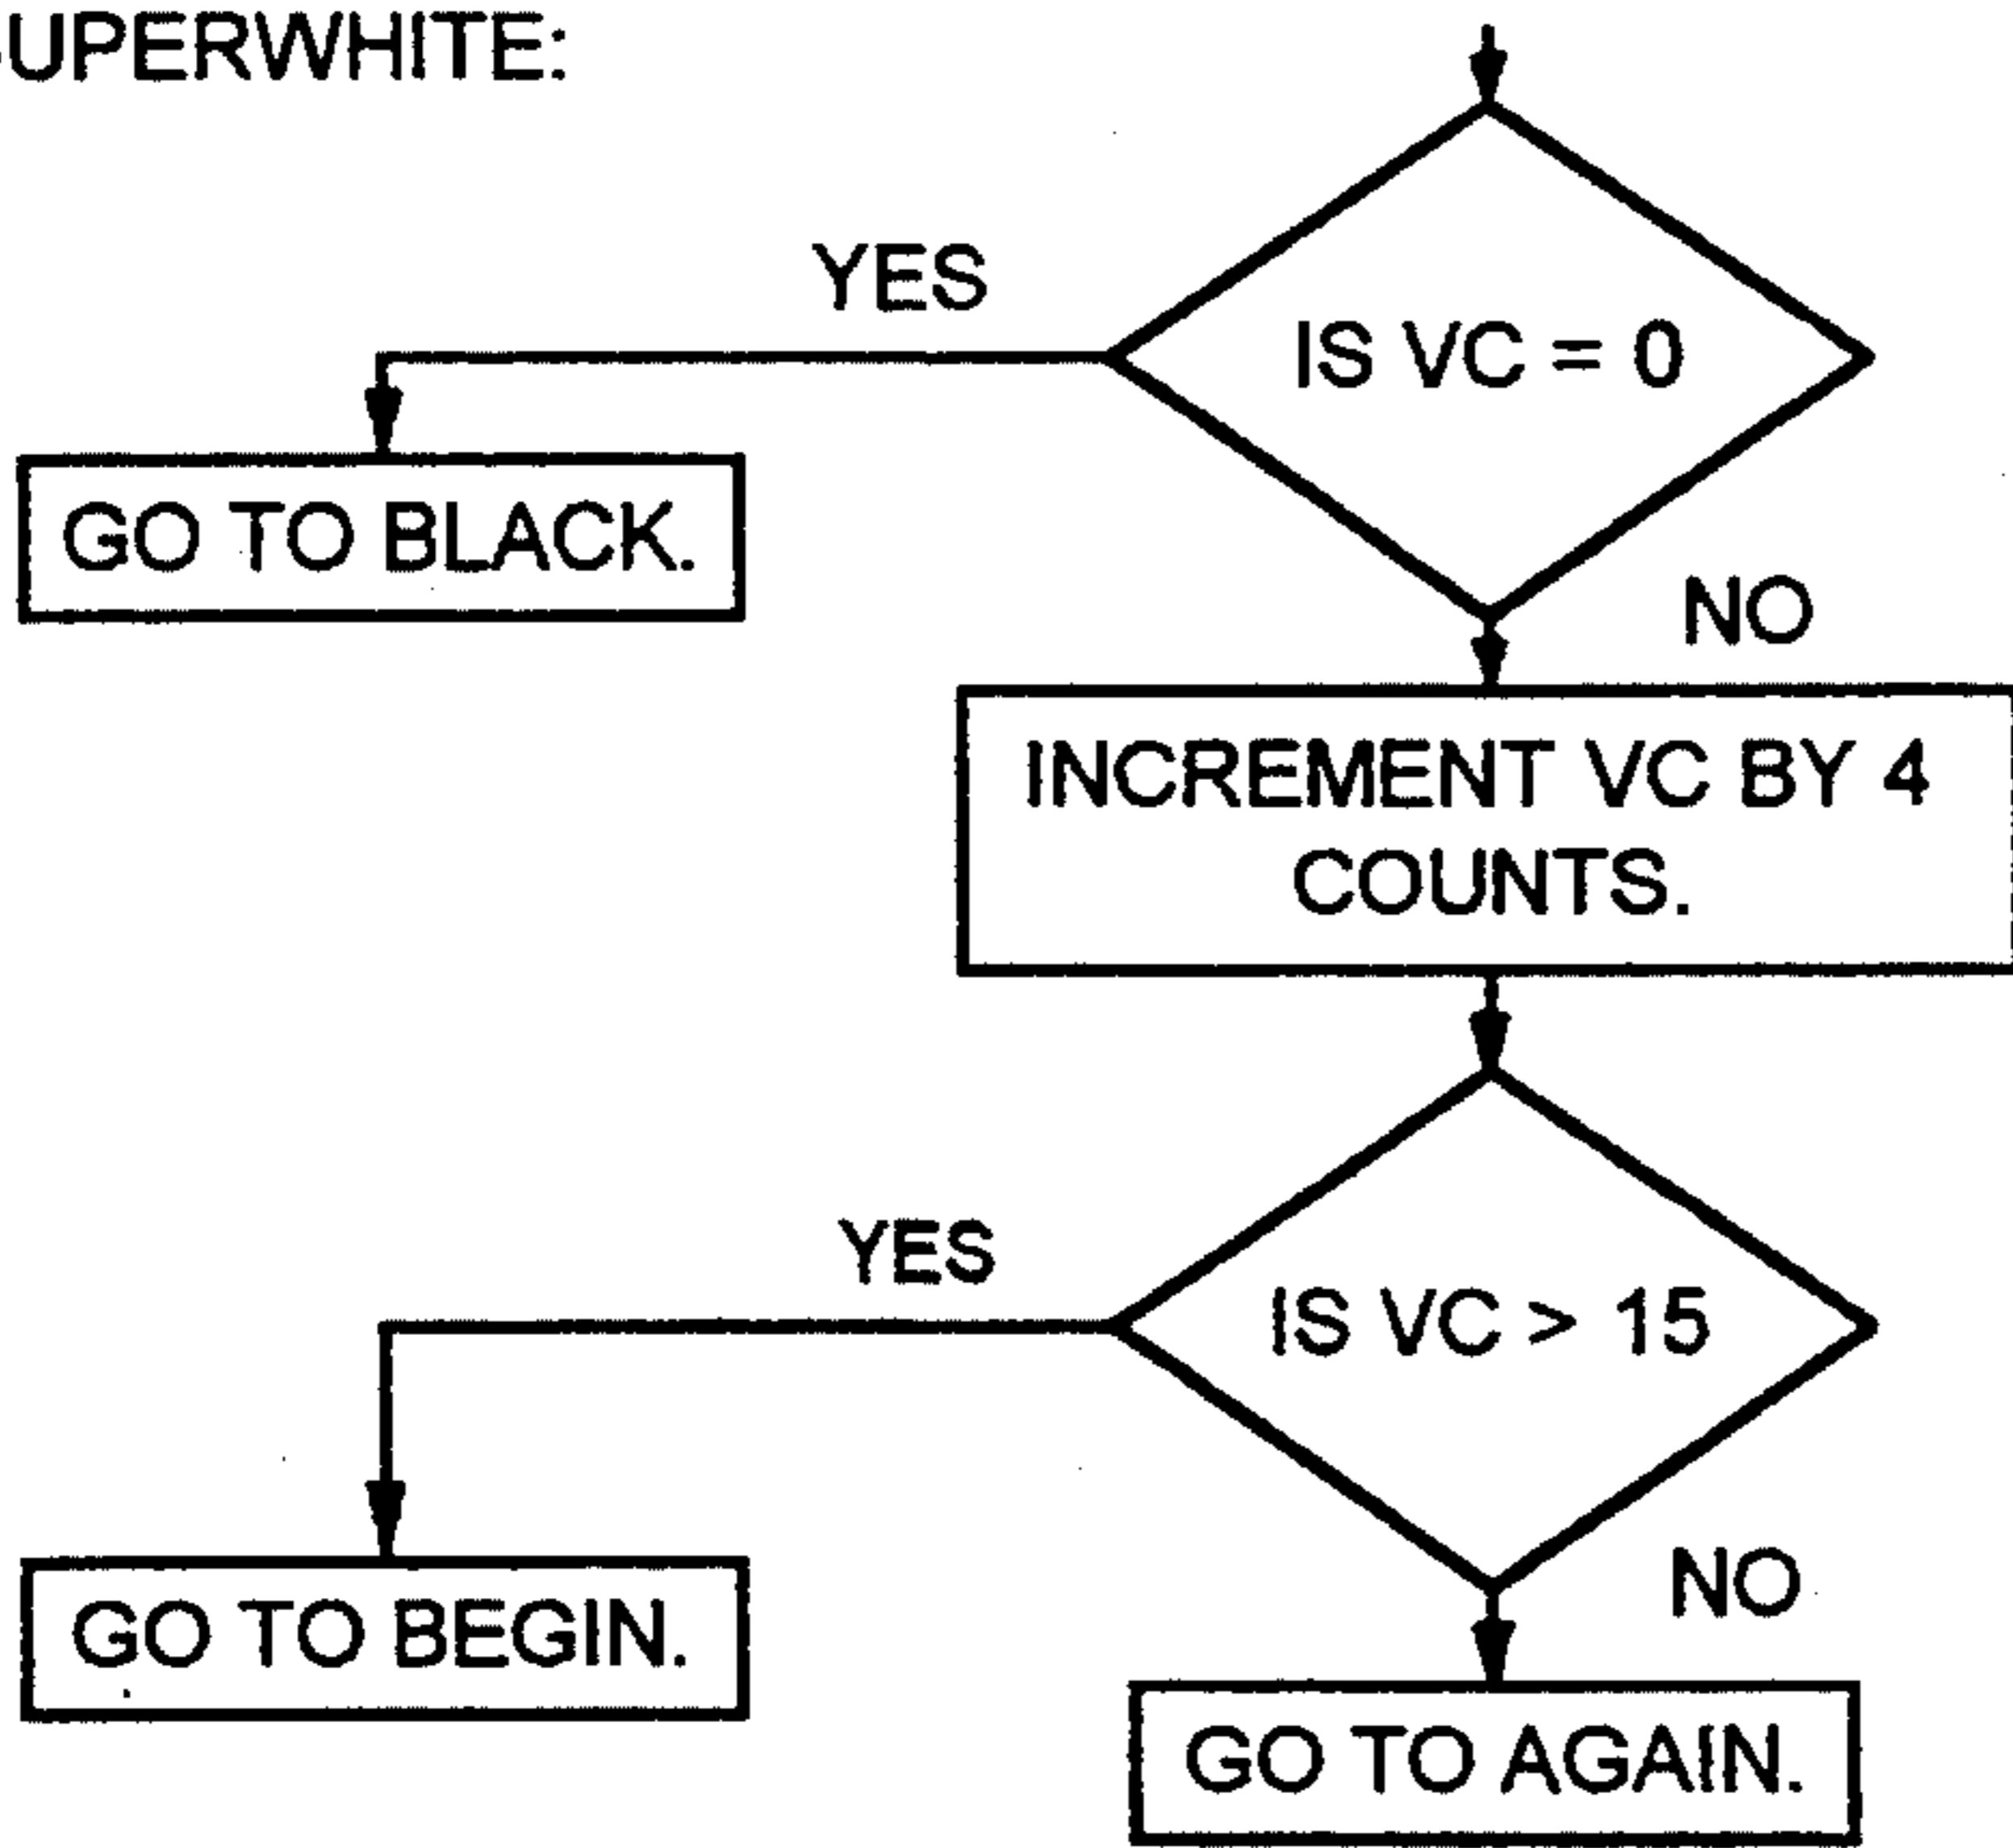 SUPERWHITE:
YES
IS VC = 0
GO TO BLACK.
NO
INCREMENT VC BY 4
COUNTS.
YES
IS VC > 15
NO
GO TO BEGIN.
GO TO AGAIN.